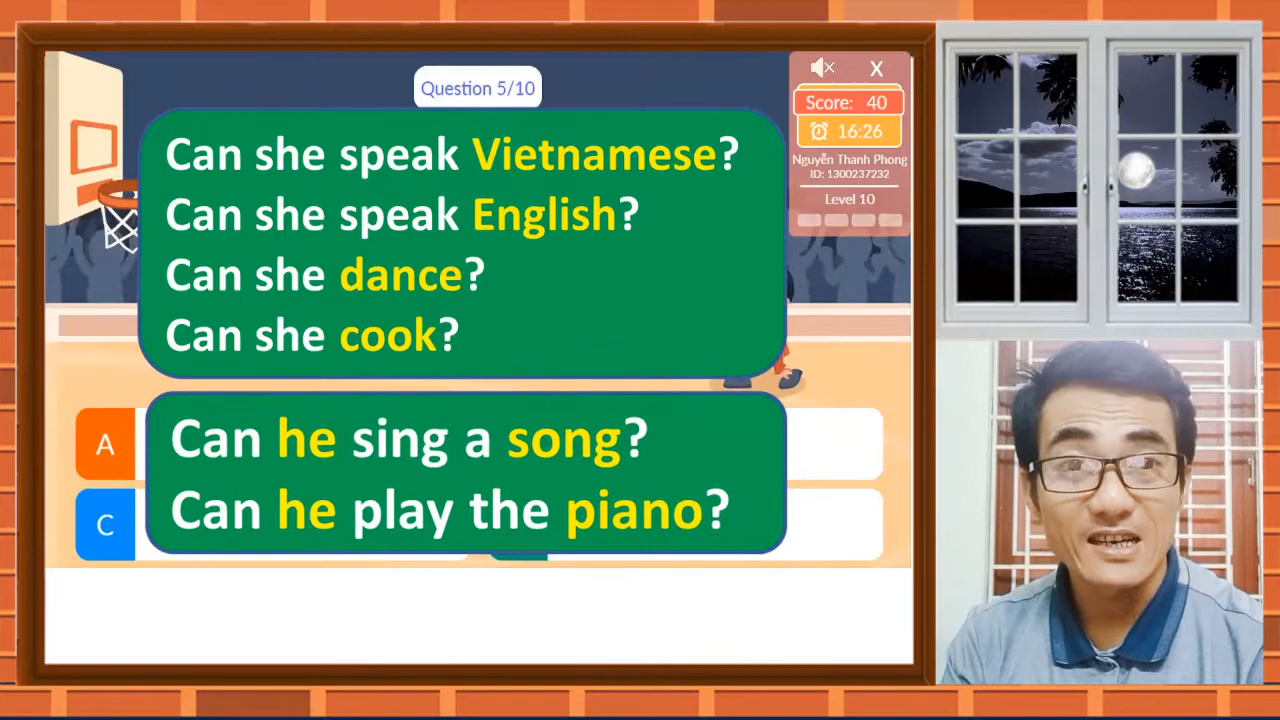 Question 5/10
X
Score: 40
16:26
Nguyễn Thanh Phong
ID: 1300237232
Level 10
Can she speak Vietnamese?
Can she speak English?
Can she dance?
Can she cook?
A
Can he sing a song?
C
Can he play the piano?